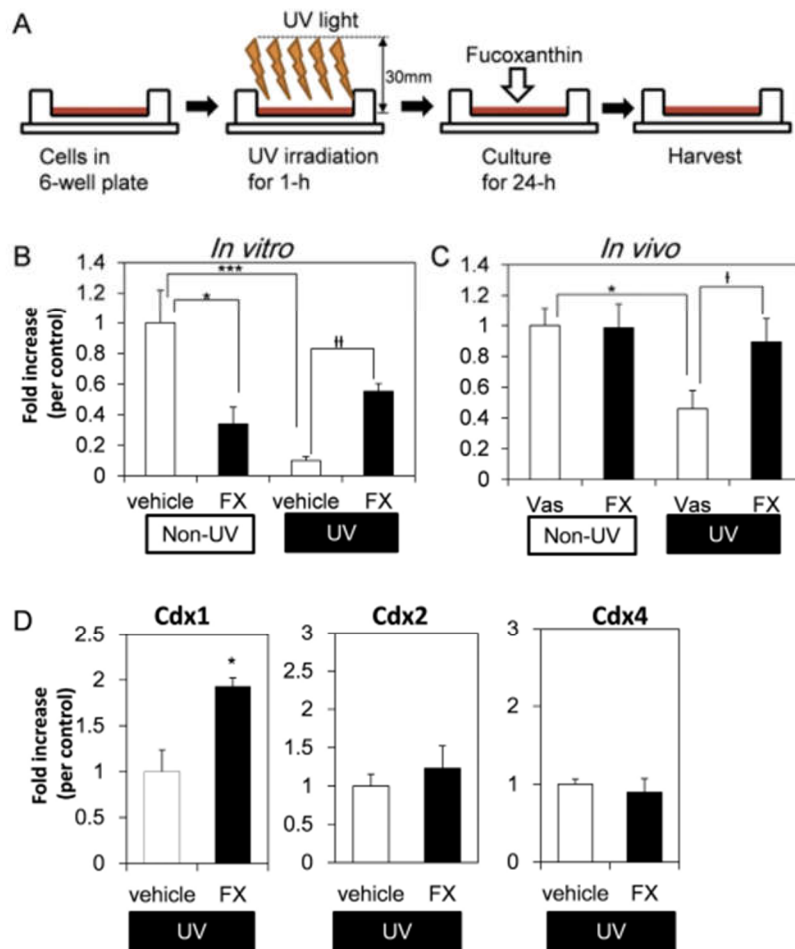 A
UV light
30mm
Fucoxanthin
Cells in
6-well plate
UV irradiation
for 1-h
Culture
for 24-h
Harvest
B
In vitro
Fold increase
(per control)
1.4
1.2
1
0.8
0.6
0.4
0.2
0
***
*
ƗƗ
vehicle FX vehicle FX
Non-UV UV
C
In vivo
1.4
1.2
1
0.8
0.6
0.4
0.2
0
*
Ɨ
Vas FX Vas FX
Non-UV UV
D
Cdx1
Fold increase
(per control)
2.5
2
1.5
1
0.5
0
*
vehicle FX
UV
Cdx2
3
2.5
2
1.5
1
0.5
0
vehicle FX
UV
Cdx4
3
2
1
0
vehicle FX
UV